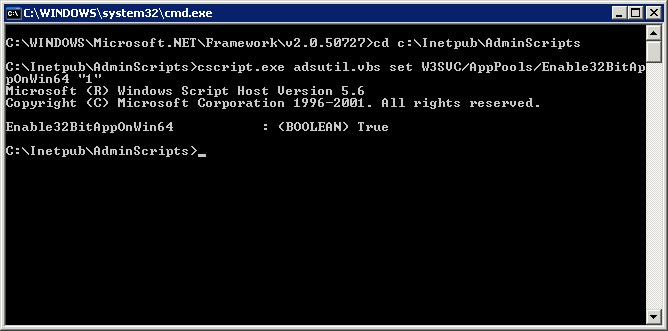 C:\WINDOWS\system32\cmd.exe
C:\WINDOWS\Microsoft.NET\Framework\v2.0.50727>cd c:\Inetpub\AdminScripts
C:\Inetpub\AdminScripts>cscript.exe adsutil.vbs set W3SVC/AppPools/Enable32BitAp
pOnWin64 "1"
Microsoft (R) Windows Script Host Version 5.6
Copyright (C) Microsoft Corporation 1996-2001. All rights reserved.
Enable32BitAppOnWin64           : (BOOLEAN) True
C:\Inetpub\AdminScripts>_